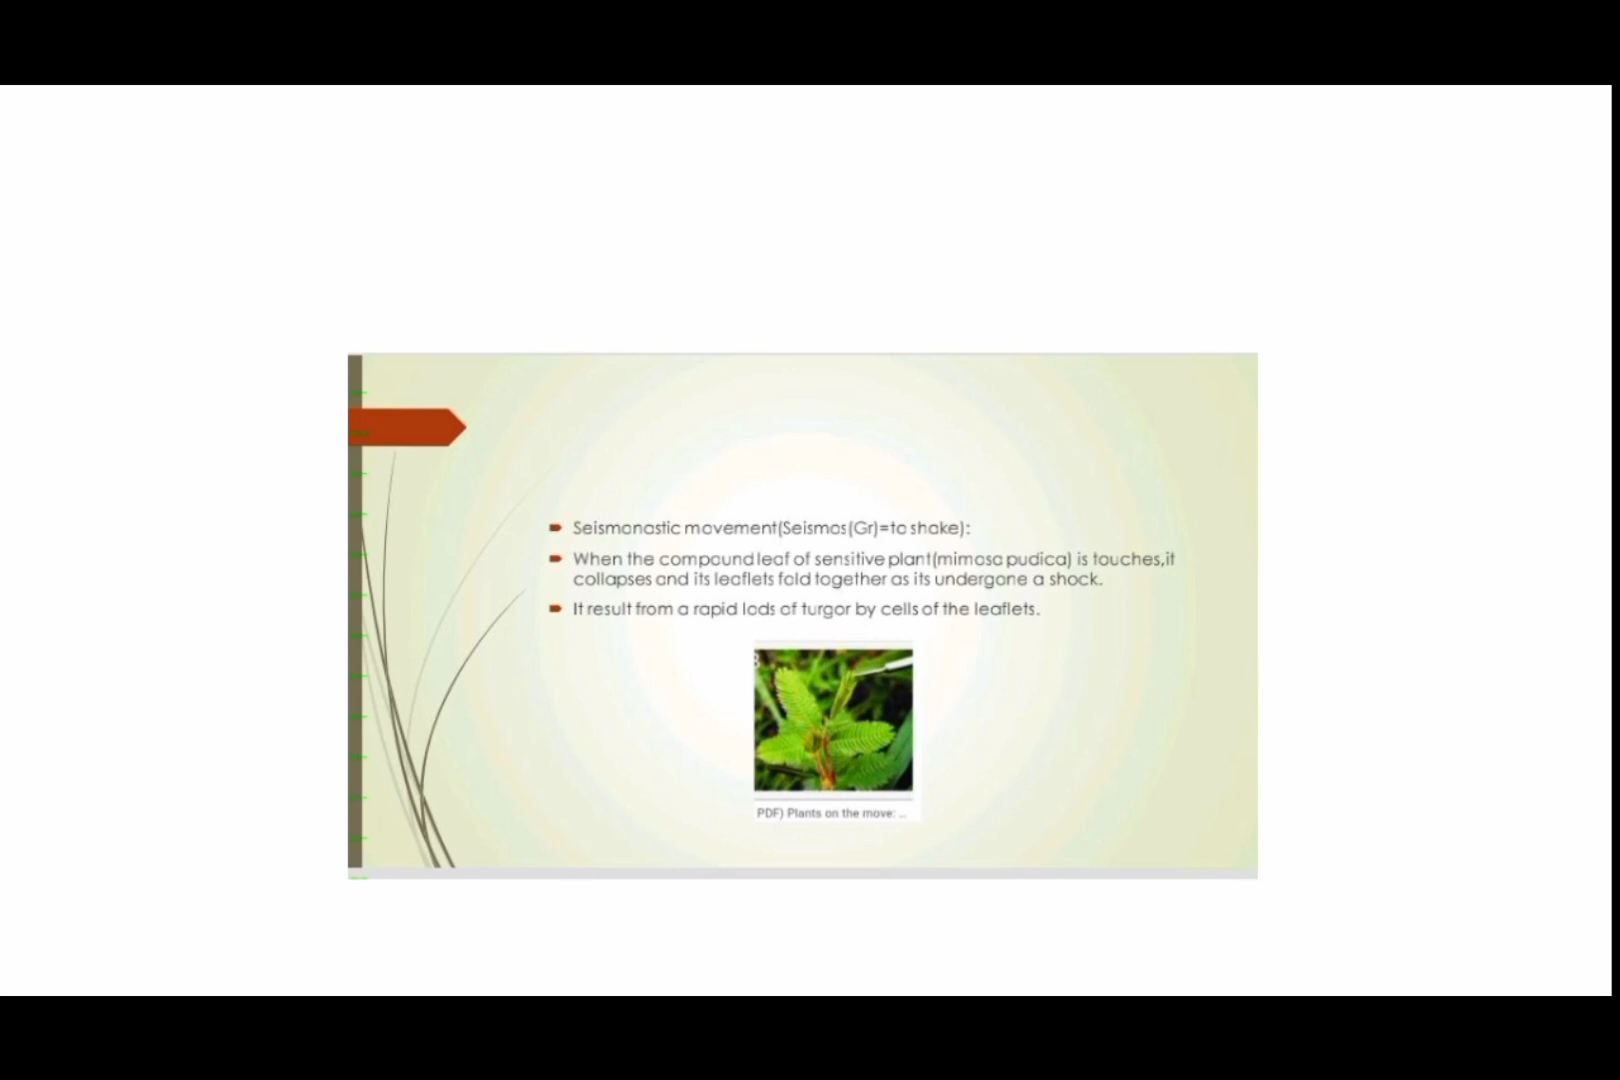 Seismonastic movement(Seismos(Gr)=to shake):
When the compound leaf of sensitive plant(mimosa pudica) is touches,it
collapses and its leaflets fold together as its undergone a shock.
It result from a rapid lods of turgor by cells of the leaflets.
PDF) Plants on the move: ...